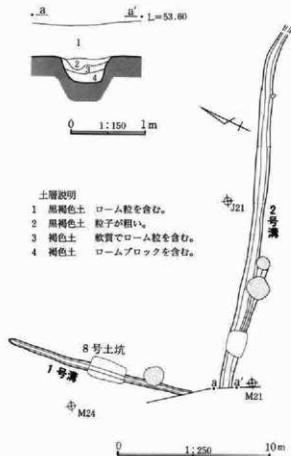 a a' L=53.60
1
2
3
4
0 1:150 1m
土層説明
1 黒褐色土 ローム粒を含む。
2 黒褐色土 粒子が粗い。
3 褐色土 軟質でローム粒を含む。
4 褐色土 ロームブロックを含む。
J21
2号溝
8号土坑
1号溝
a a'
M21
M24
0 1:250 10m